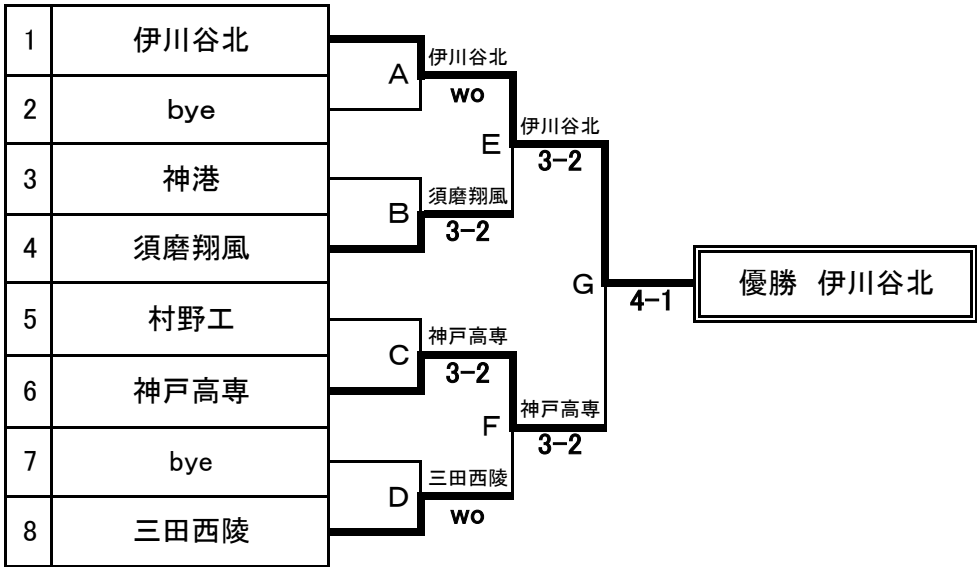 1 伊川谷北
2 bye
3 神港
4 須磨翔風
5 村野工
6 神戸高専
7 bye
8 三田西陵
A
伊川谷北
wo
B
須磨翔風
3-2
C
神戸高専
3-2
D
三田西陵
wo
E
伊川谷北
3-2
F
神戸高専
3-2
G
4-1
優勝 伊川谷北